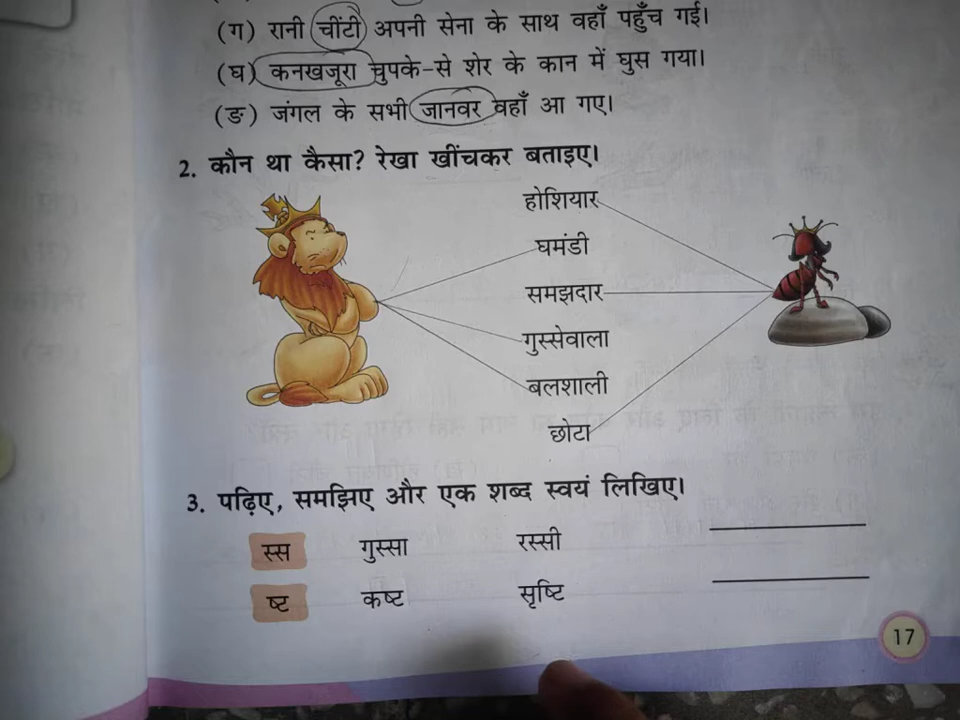 (ग) रानी चींटी अपनी सेना के साथ वहाँ पहुँच गई।
(घ) कनखजूरा चुपके-से शेर के कान में घुस गया।
(ङ) जंगल के सभी जानवर वहाँ आ गए।
2. कौन था कैसा? रेखा खींचकर बताइए।
होशियार
घमंडी
समझदार
गुस्सेवाला
बलशाली
छोटा
3. पढ़िए, समझिए और एक शब्द स्वयं लिखिए।
स्स गुस्सा रस्सी
ष्ट कष्ट सृष्टि
17